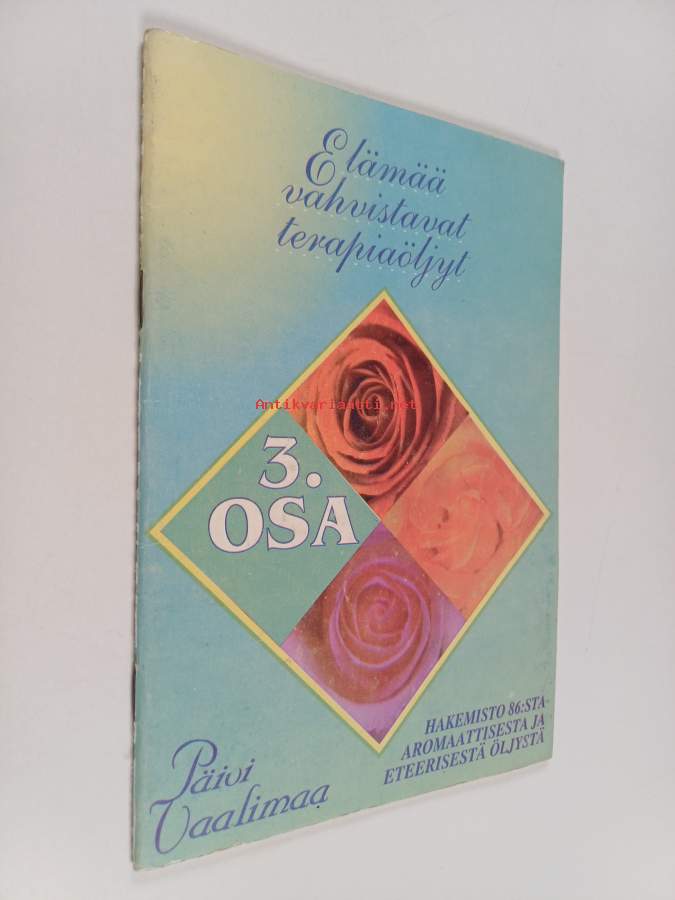 Elämää
vahvistavat
terapiaöljyt
Antikvariaatti.net
3.
OSA
HAKEMISTO 86:STA-
AROMAATTISESTA JA
ETEERISESTÄ ÖLJYSTÄ
Päivi
Vaalimaa